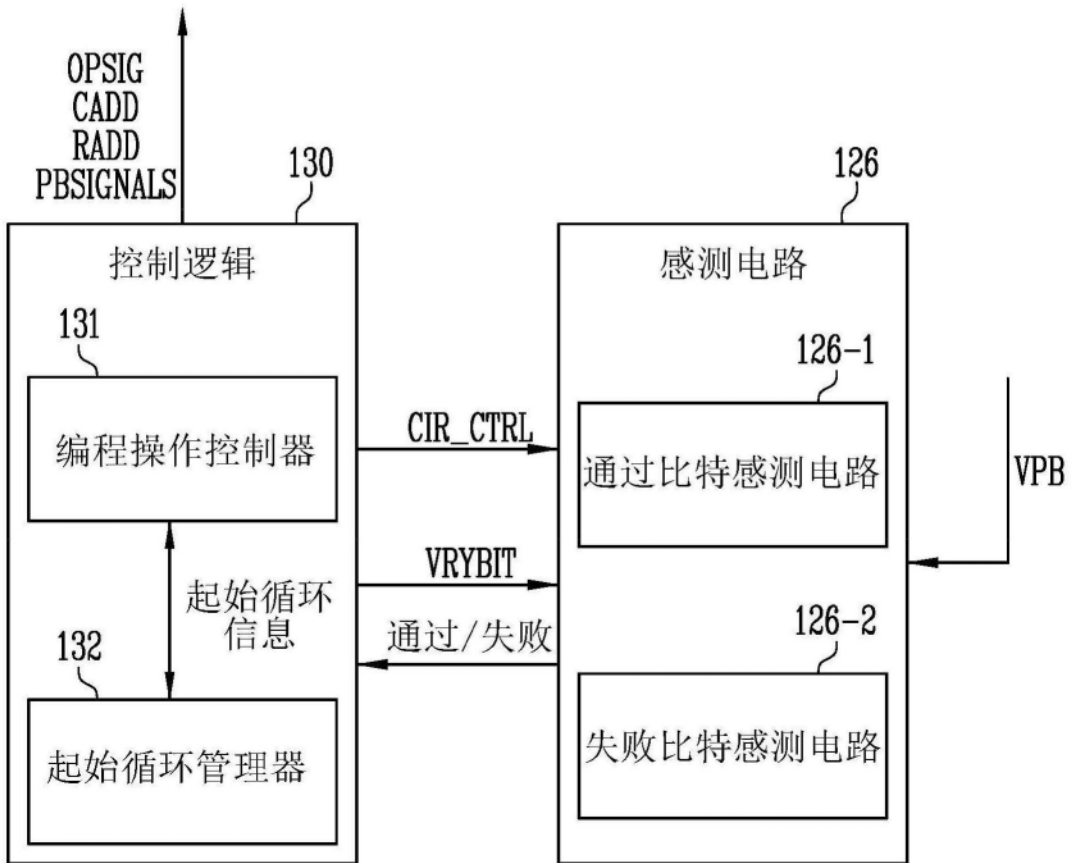 OPSIG
CADD
RADD
PBSIGNALS
130
126
控制逻辑
感测电路
131
126-1
编程操作控制器
CIR_CTRL
通过比特感测电路
VPB
VRYBIT
起始循环
信息
通过/失败
132
126-2
起始循环管理器
失败比特感测电路